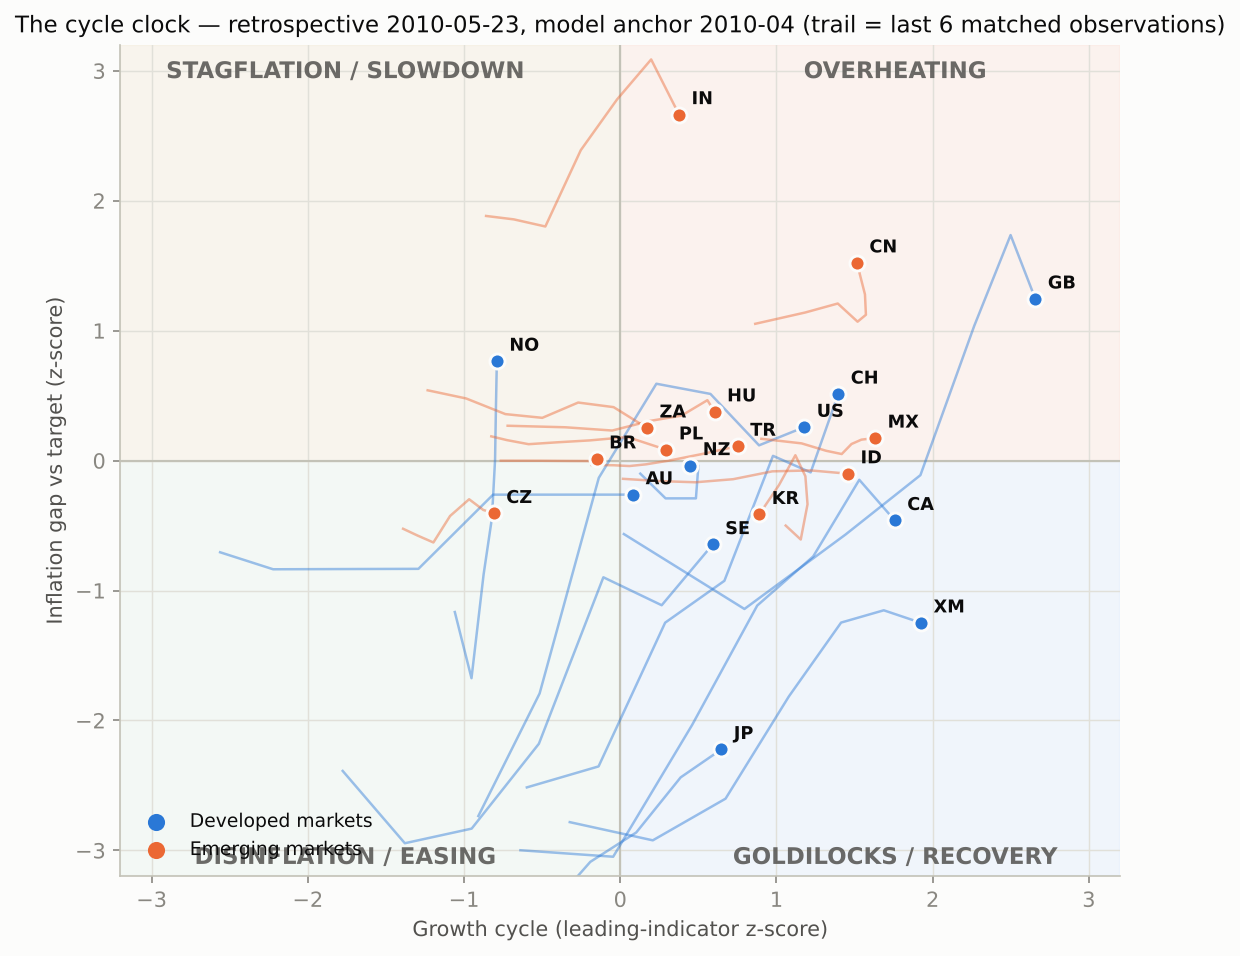 The cycle clock — retrospective 2010-05-23, model anchor 2010-04 (trail = last 6 matched observations)
STAGFLATION / SLOWDOWN
OVERHEATING
IN
CN
GB
NO
CH
HU
US
ZA
MX
TR
PL
BR
NZ
ID
AU
KR
CZ
CA
SE
XM
JP
Developed markets
Emerging markets
DISINFLATION / EASING
GOLDILOCKS / RECOVERY
3
2
1
0
−1
−2
−3
−3
−2
−1
0
1
2
3
Growth cycle (leading-indicator z-score)
Inflation gap vs target (z-score)